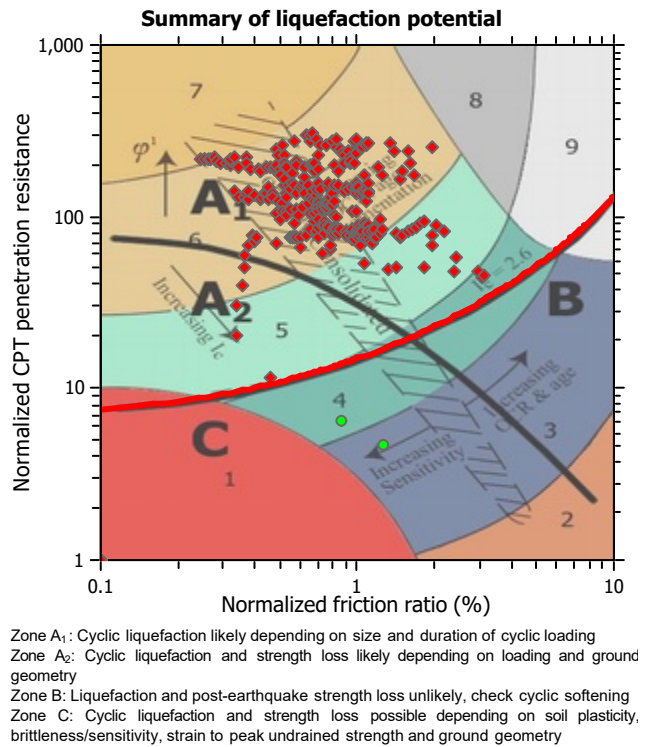 Summary of liquefaction potential
1,000
7
8
9
φ'
A1
100
6
Ic = 2.6
B
A2
Increasing Ic
5
10
4
Increasing
OCR & age
C
Increasing
Sensitivity
3
1
2
1
0.1
1
10
Normalized CPT penetration resistance
Normalized friction ratio (%)
Zone A1: Cyclic liquefaction likely depending on size and duration of cyclic loading
Zone A2: Cyclic liquefaction and strength loss likely depending on loading and ground
geometry
Zone B: Liquefaction and post-earthquake strength loss unlikely, check cyclic softening
Zone C: Cyclic liquefaction and strength loss possible depending on soil plasticity,
brittleness/sensitivity, strain to peak undrained strength and ground geometry